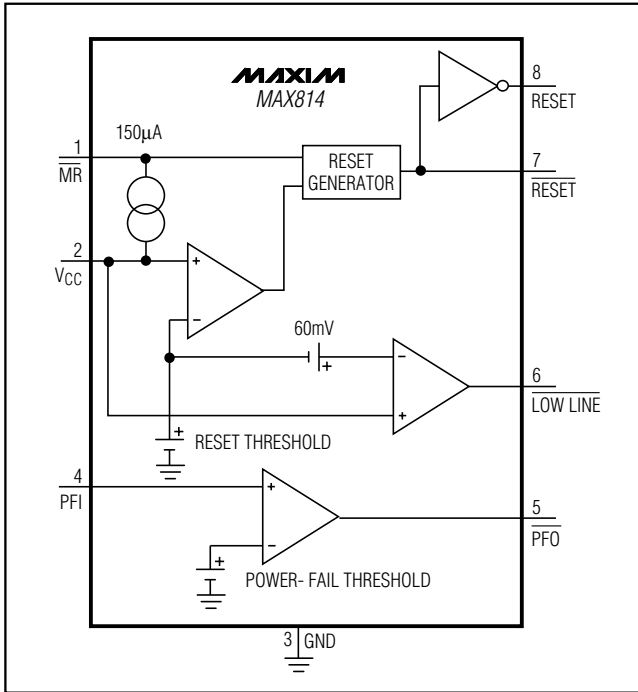 MAXIM
MAX814
8
RESET
150µA
1
MR
RESET
GENERATOR
7
RESET
2
VCC
+
−
60mV
+
−
+
6
LOW LINE
+
RESET THRESHOLD
4
PFI
+
−
5
PFO
+
POWER- FAIL THRESHOLD
3 GND